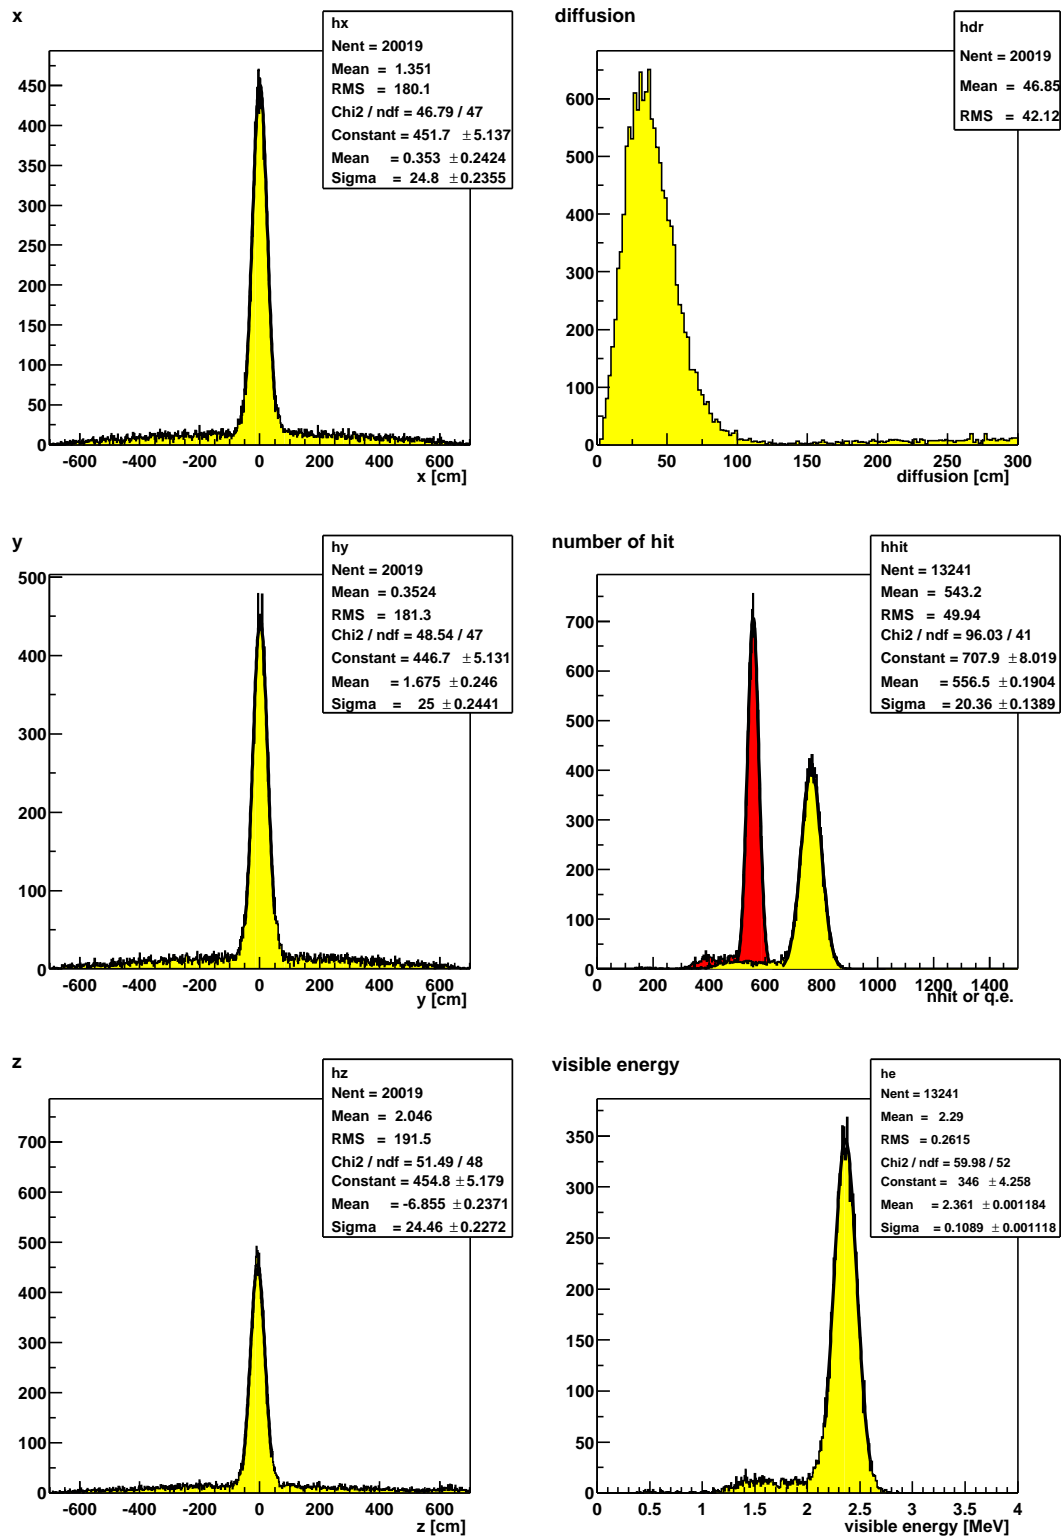 x
hx
Nent = 20019
Mean = 1.351
RMS = 180.1
Chi2 / ndf = 46.79 / 47
Constant = 451.7 ±5.137
Mean = 0.353 ±0.2424
Sigma = 24.8 ±0.2355
450
400
350
300
250
200
150
100
50
0
-600 -400 -200 0 200 400 600
x [cm]
diffusion
hdr
Nent = 20019
Mean = 46.85
RMS = 42.12
600
500
400
300
200
100
0
0 50 100 150 200 250 300
diffusion [cm]
y
hy
Nent = 20019
Mean = 0.3524
RMS = 181.3
Chi2 / ndf = 48.54 / 47
Constant = 446.7 ±5.131
Mean = 1.675 ±0.246
Sigma = 25 ±0.2441
500
400
300
200
100
0
-600 -400 -200 0 200 400 600
y [cm]
number of hit
hhit
Nent = 13241
Mean = 543.2
RMS = 49.94
Chi2 / ndf = 96.03 / 41
Constant = 707.9 ±8.019
Mean = 556.5 ±0.1904
Sigma = 20.36 ±0.1389
700
600
500
400
300
200
100
0
0 200 400 600 800 1000 1200 1400
nhit or q.e.
z
hz
Nent = 20019
Mean = 2.046
RMS = 191.5
Chi2 / ndf = 51.49 / 48
Constant = 454.8 ±5.179
Mean = -6.855 ±0.2371
Sigma = 24.46 ±0.2272
700
600
500
400
300
200
100
0
-600 -400 -200 0 200 400 600
z [cm]
visible energy
he
Nent = 13241
Mean = 2.29
RMS = 0.2615
Chi2 / ndf = 59.98 / 52
Constant = 346 ±4.258
Mean = 2.361 ±0.001184
Sigma = 0.1089 ±0.001118
350
300
250
200
150
100
50
0
0 0.5 1 1.5 2 2.5 3 3.5 4
visible energy [MeV]